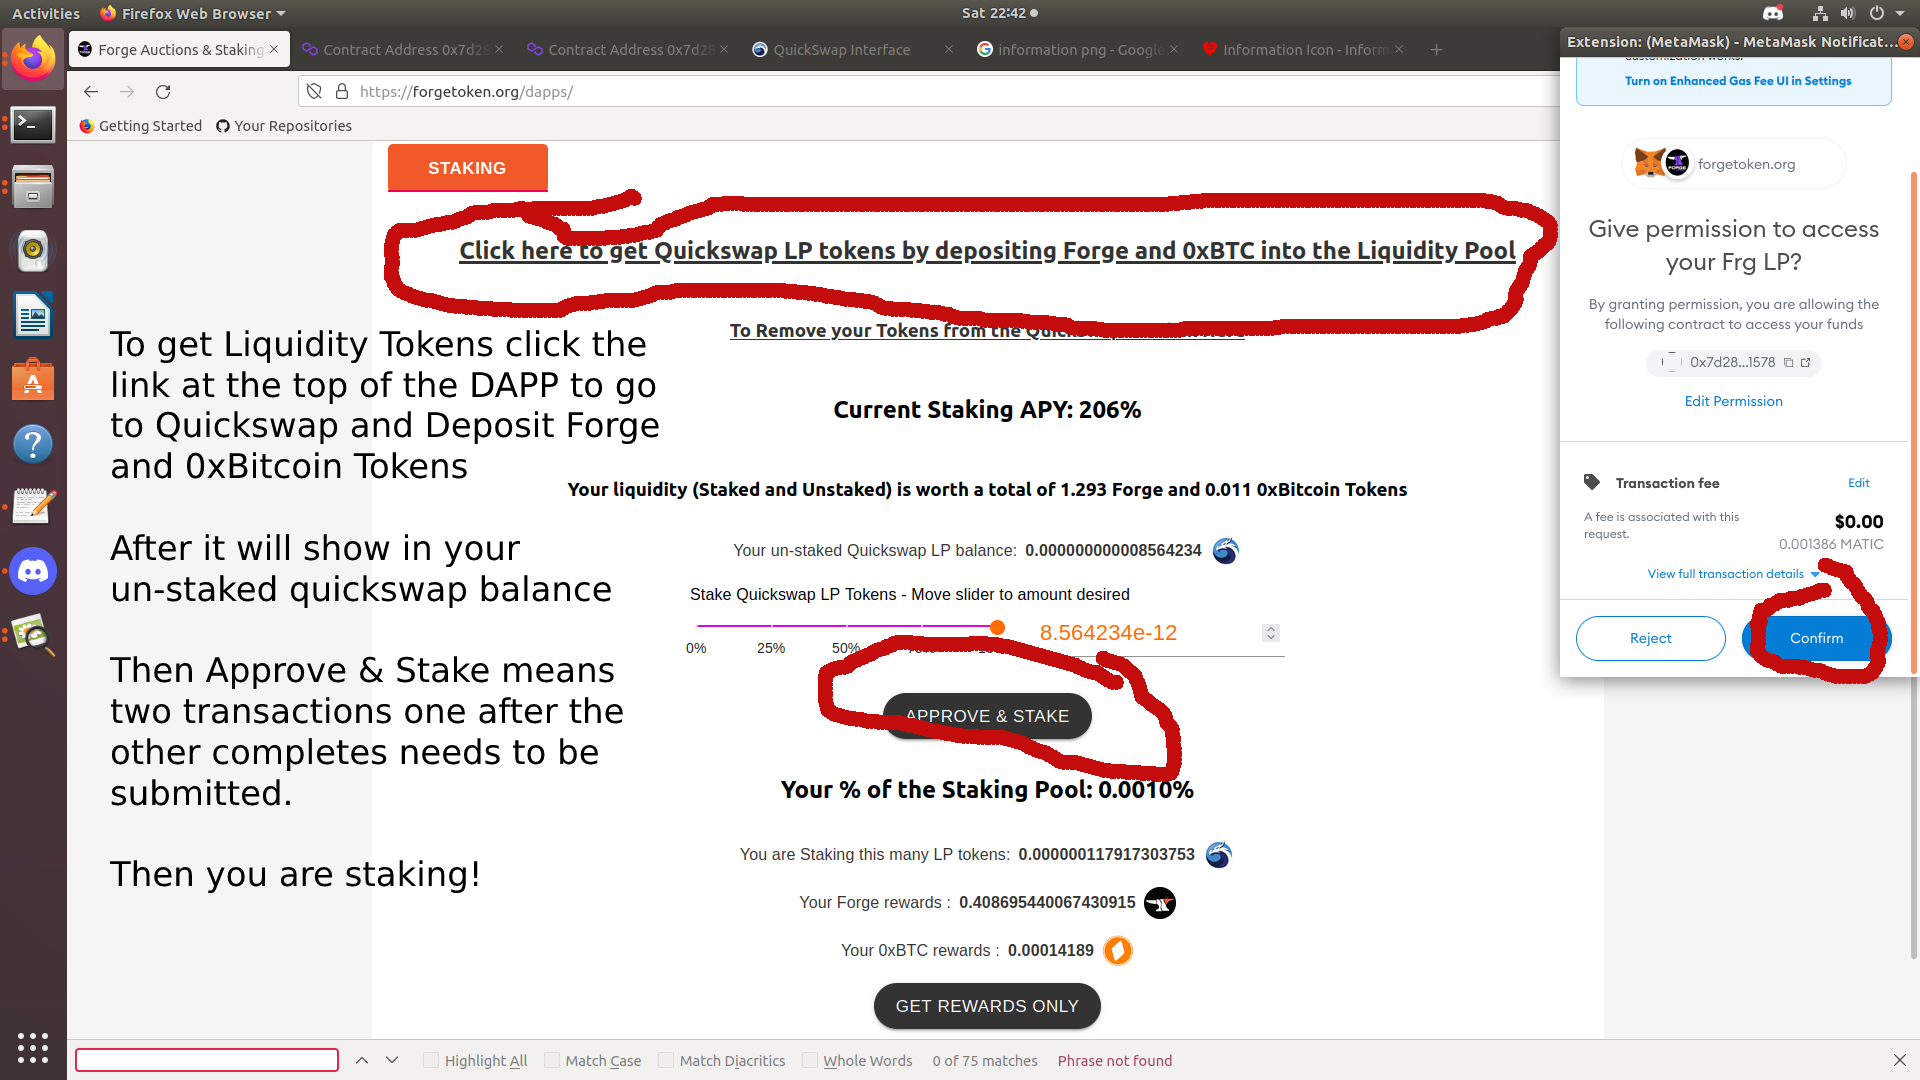 Activities
Firefox Web Browser
Sat 22:42
Forge Auctions & Staking
Contract Address 0x7d28
Contract Address 0x7d28
QuickSwap Interface
information png - Google
Information Icon - Inform
Extension: (MetaMask) - MetaMask Notificat...
https://forgetoken.org/dapps/
Getting Started
Your Repositories
STAKING
Click here to get Quickswap LP tokens by depositing Forge and 0xBTC into the Liquidity Pool
To Remove your Tokens from the
Current Staking APY: 206%
Your liquidity (Staked and Unstaked) is worth a total of 1.293 Forge and 0.011 0xBitcoin Tokens
Your un-staked Quickswap LP balance: 0.000000000008564234
Stake Quickswap LP Tokens - Move slider to amount desired
8.564234e-12
0% 25% 50%
APPROVE & STAKE
Your % of the Staking Pool: 0.0010%
You are Staking this many LP tokens: 0.000000117917303753
Your Forge rewards : 0.408695440067430915
Your 0xBTC rewards : 0.00014189
GET REWARDS ONLY
To get Liquidity Tokens click the
link at the top of the DAPP to go
to Quickswap and Deposit Forge
and 0xBitcoin Tokens
After it will show in your
un-staked quickswap balance
Then Approve & Stake means
two transactions one after the
other completes needs to be
submitted.
Then you are staking!
Turn on Enhanced Gas Fee UI in Settings
forgetoken.org
Give permission to access
your Frg LP?
By granting permission, you are allowing the
following contract to access your funds
0x7d28...1578
Edit Permission
Transaction fee
Edit
A fee is associated with this
request.
$0.00
0.001386 MATIC
View full transaction details
Reject
Confirm
Highlight All
Match Case
Match Diacritics
Whole Words
0 of 75 matches
Phrase not found